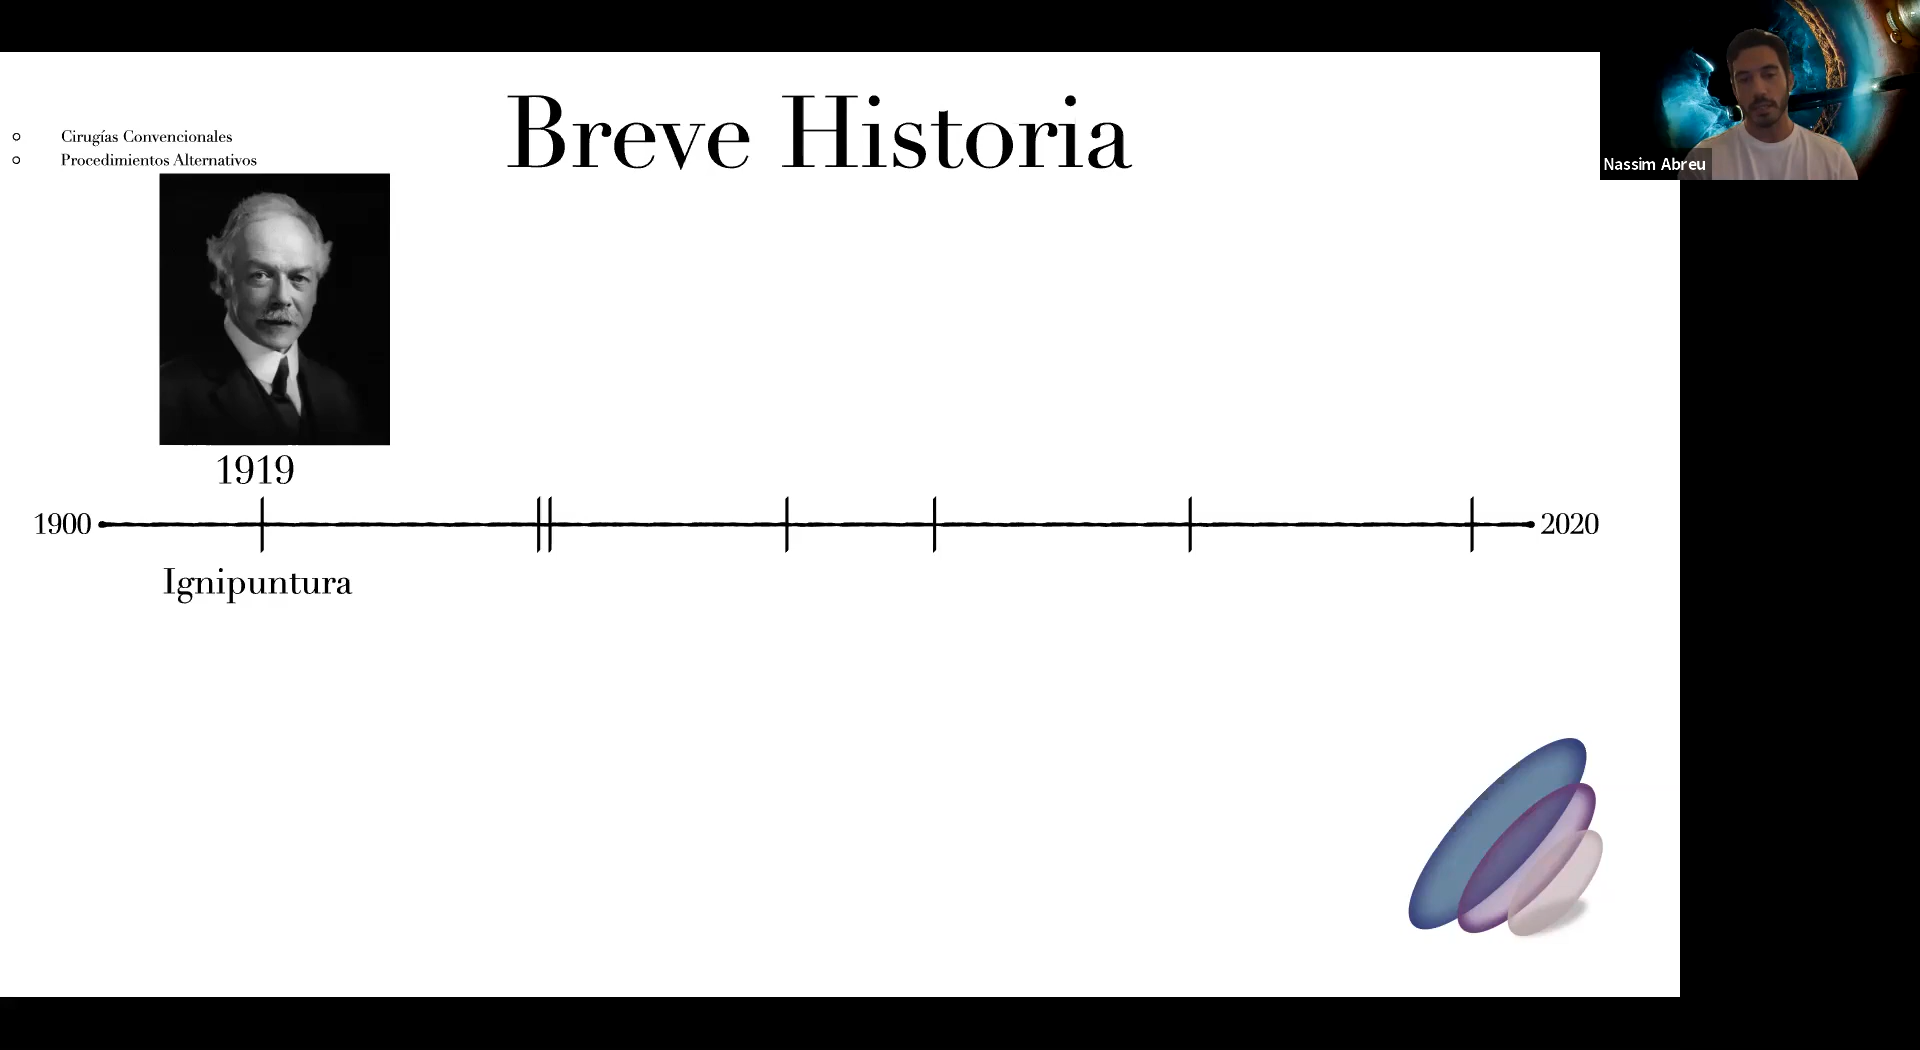 Breve Historia
Cirugías Convencionales
Procedimientos Alternativos
Nassim Abreu
1919
1900
2020
Ignipuntura